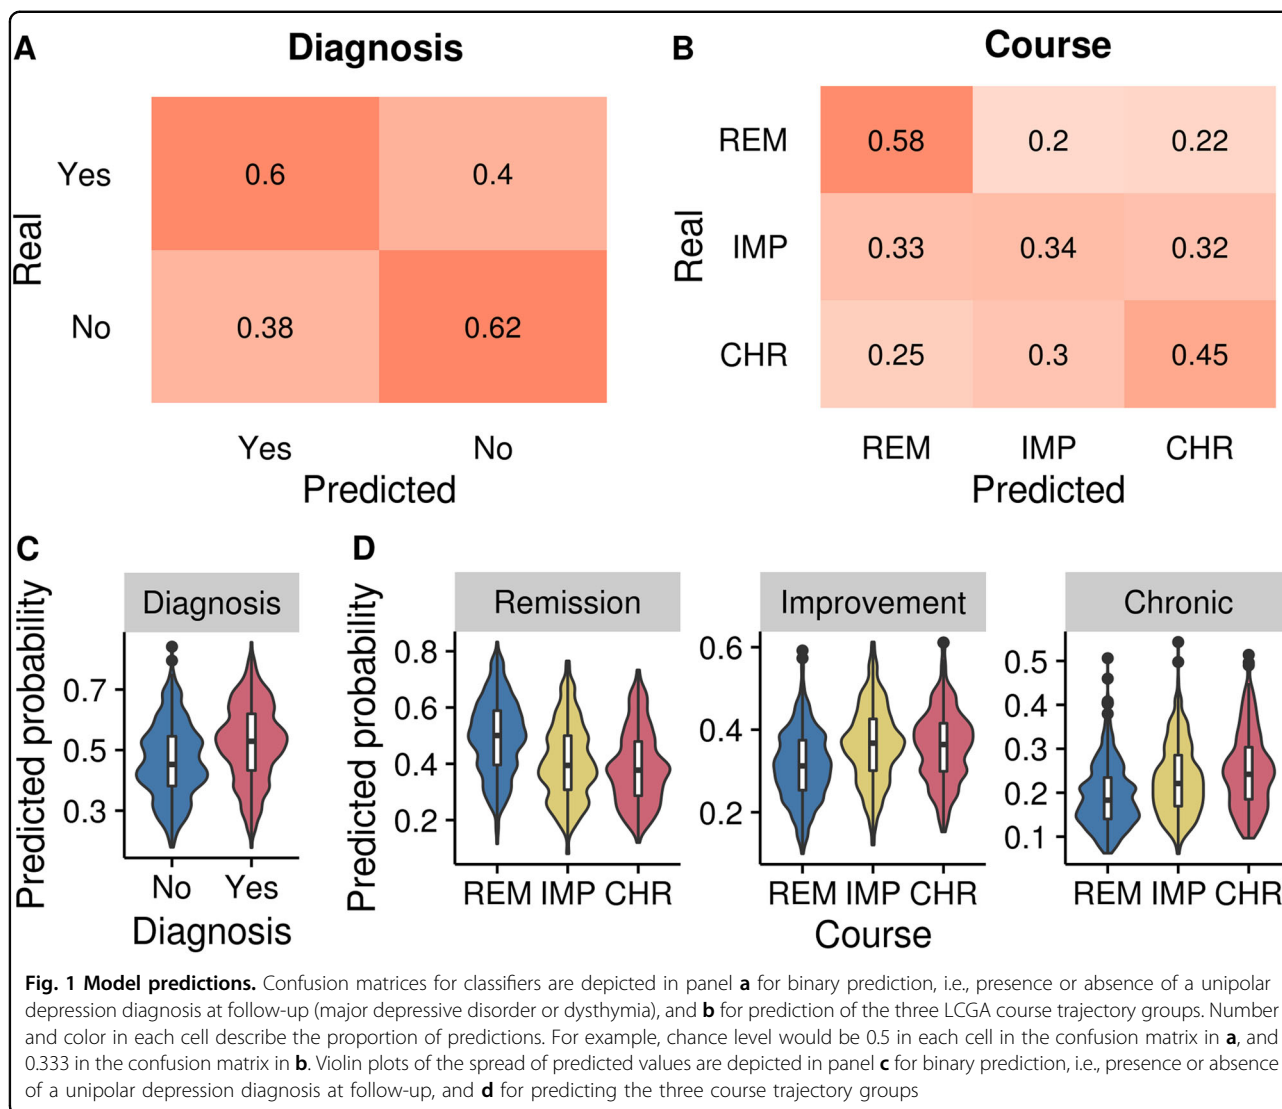 A
Diagnosis
Real
Yes
0.6
0.4
No
0.38
0.62
Yes
No
Predicted
B
Course
Real
REM
0.58
0.2
0.22
IMP
0.33
0.34
0.32
CHR
0.25
0.3
0.45
REM
IMP
CHR
Predicted
C
Predicted probability
Diagnosis
0.7
0.5
0.3
No
Yes
Diagnosis
D
Predicted probability
Remission
0.8
0.6
0.4
0.2
REM IMP CHR
Improvement
0.6
0.4
0.2
REM IMP CHR
Chronic
0.5
0.4
0.3
0.2
0.1
REM IMP CHR
Course
Fig. 1 Model predictions. Confusion matrices for classifiers are depicted in panel a for binary prediction, i.e., presence or absence of a unipolar
depression diagnosis at follow-up (major depressive disorder or dysthymia), and b for prediction of the three LCGA course trajectory groups. Number
and color in each cell describe the proportion of predictions. For example, chance level would be 0.5 in each cell in the confusion matrix in a, and
0.333 in the confusion matrix in b. Violin plots of the spread of predicted values are depicted in panel c for binary prediction, i.e., presence or absence
of a unipolar depression diagnosis at follow-up, and d for predicting the three course trajectory groups